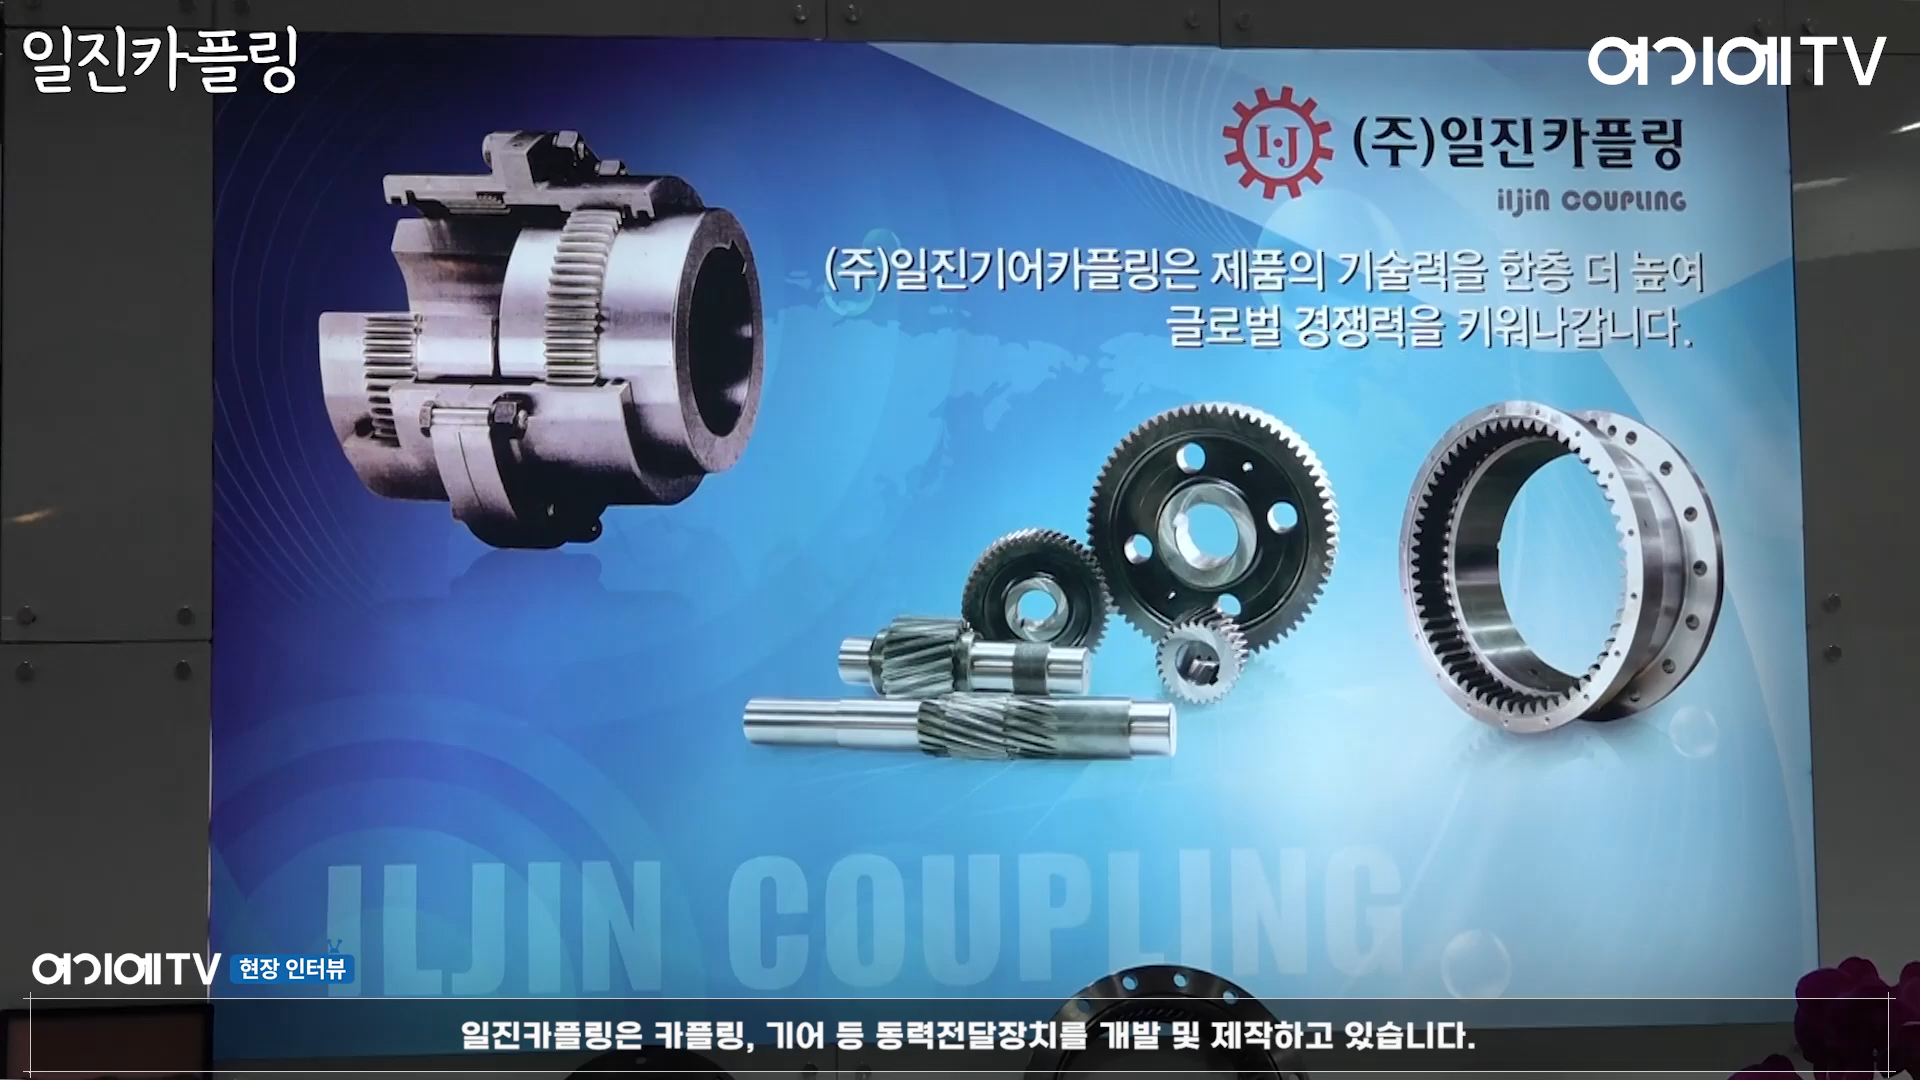 일진카플링
여기에TV
I·J
(주)일진카플링
iljin COUPLING
(주)일진기어카플링은 제품의 기술력을 한층 더 높여
글로벌 경쟁력을 키워나갑니다.
ILJIN COUPLING
여기에TV 현장 인터뷰
일진카플링은 카플링, 기어 등 동력전달장치를 개발 및 제작하고 있습니다.